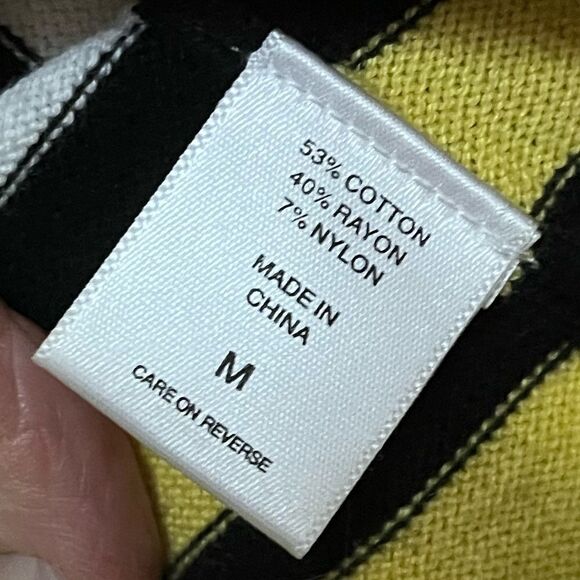 53% COTTON
40% RAYON
7% NYLON
MADE IN
CHINA
M
CARE ON REVERSE